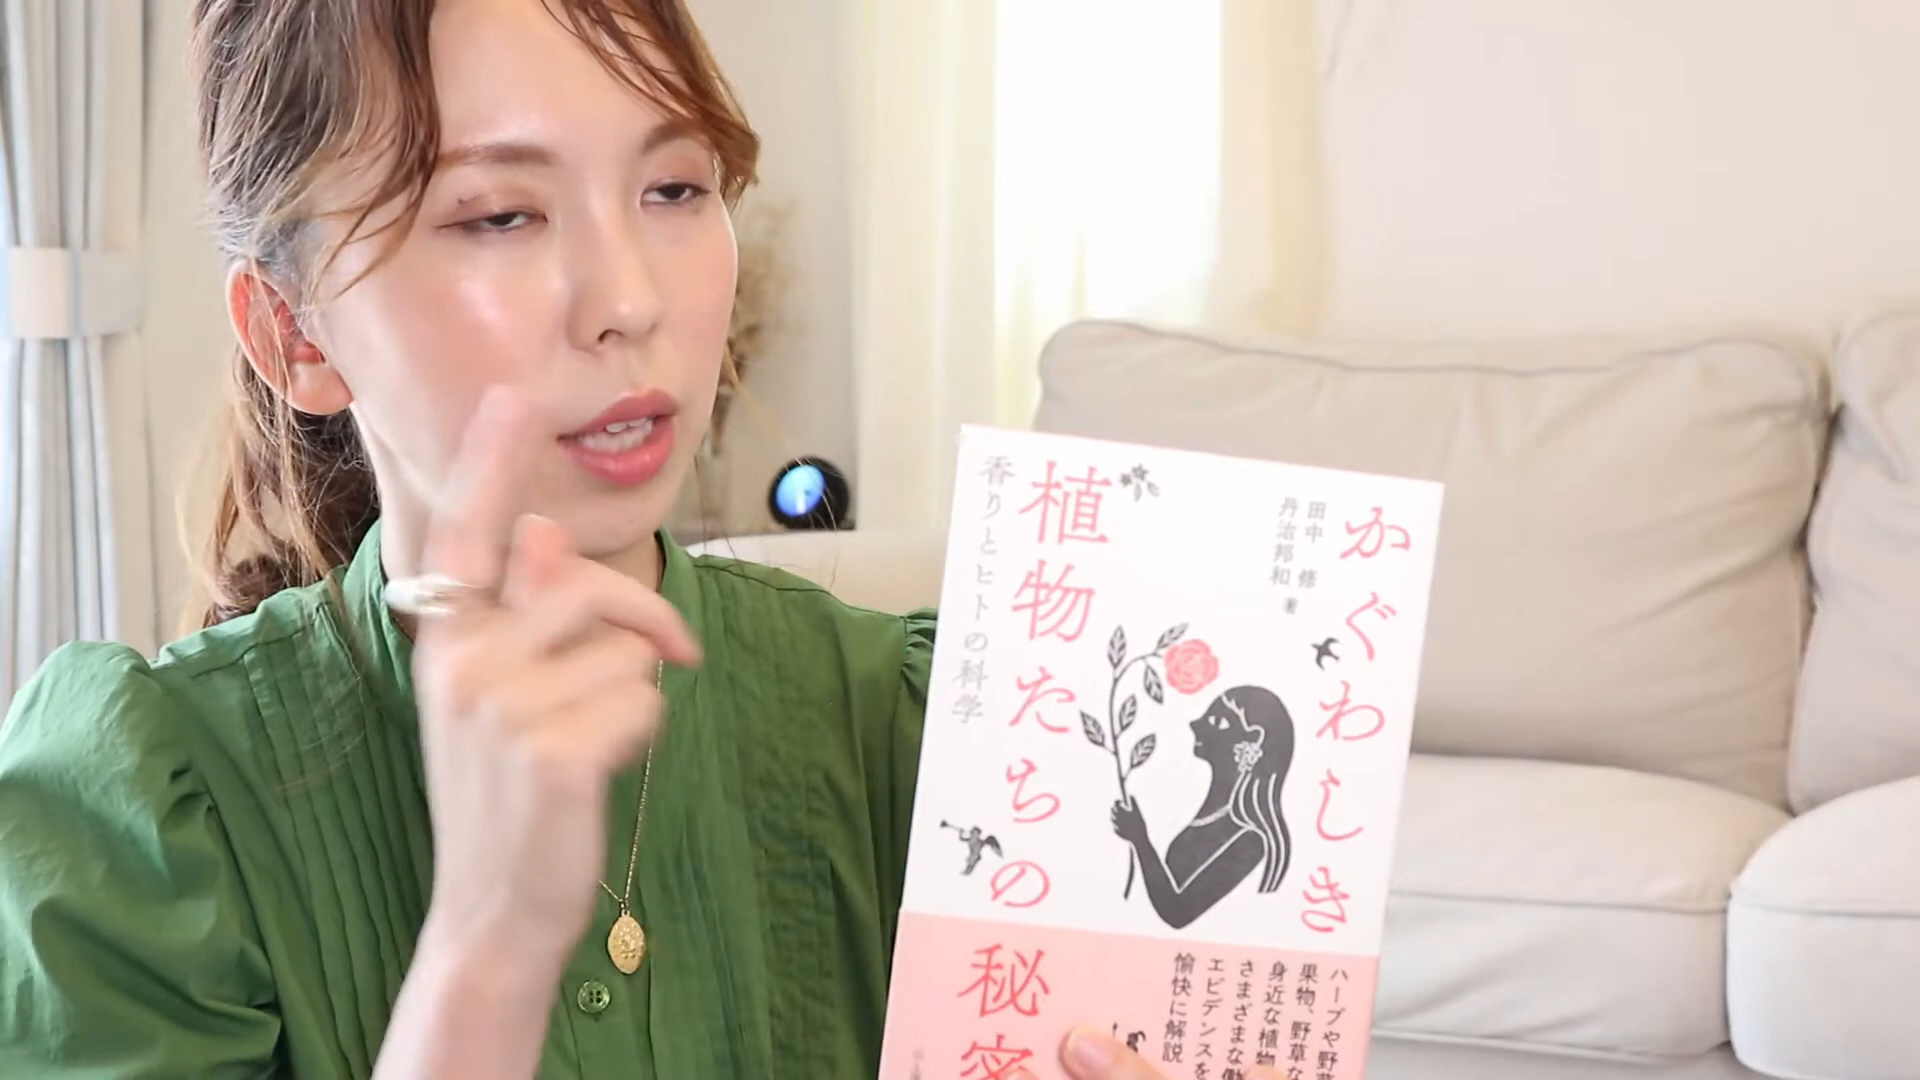 かぐわしき
植物たちの秘密
香りとヒトの科学
田中 修
丹治邦和 著
ハーブや野菜
果物、野草な
身近な植物
さまざまな働
エビデンスを
愉快に解説